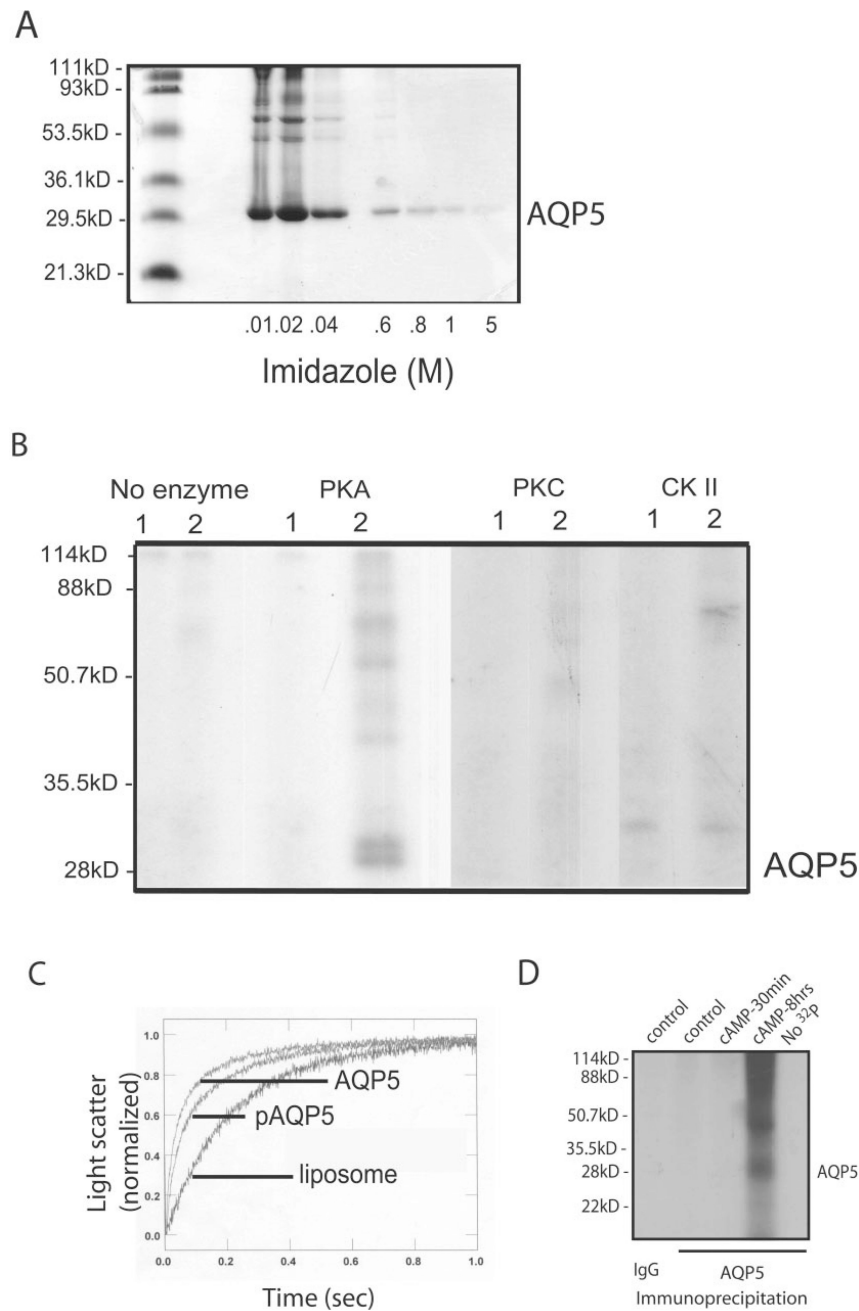 A
111kD -
93kD -
53.5kD -
36.1kD -
29.5kD -
21.3kD -
AQP5
.01 .02 .04 .6 .8 1 5
Imidazole (M)
B
No enzyme PKA PKC CK II
1 2 1 2 1 2 1 2
114kD -
88kD -
50.7kD -
35.5kD -
28kD -
AQP5
C
Light scatter
(normalized)
1.0
0.8
0.6
0.4
0.2
0.0
AQP5
pAQP5
liposome
0.0 0.2 0.4 0.6 0.8 1.0
Time (sec)
D
control
control
cAMP-30min
cAMP-8hrs
No ³²P
114kD -
88kD -
50.7kD -
35.5kD -
28kD -
22kD -
AQP5
IgG AQP5
Immunoprecipitation